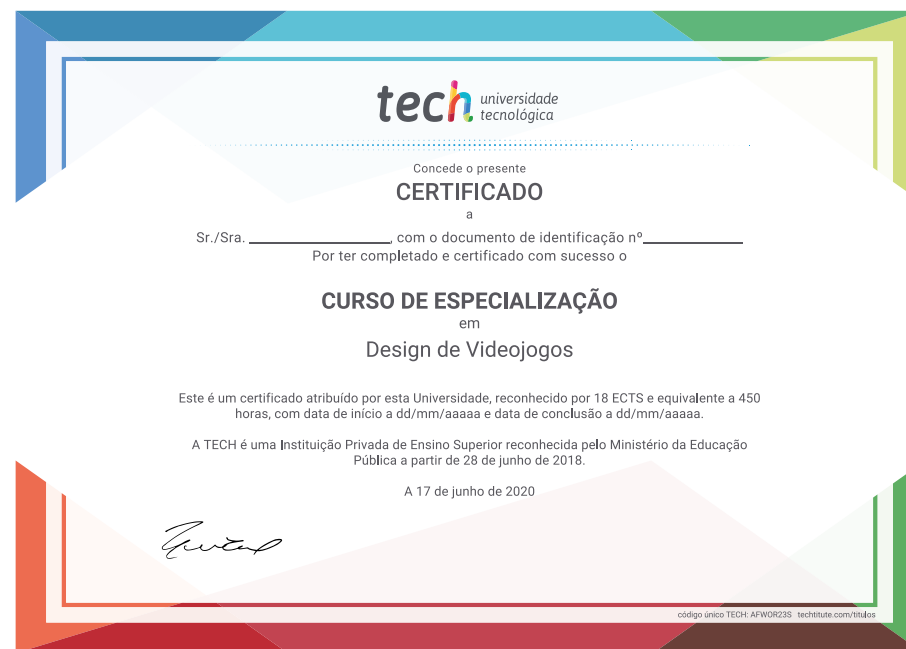 tech universidade
tecnológica
Concede o presente
CERTIFICADO
a
Sr./Sra. __________________, com o documento de identificação nº_____________
Por ter completado e certificado com sucesso o
CURSO DE ESPECIALIZAÇÃO
em
Design de Videojogos
Este é um certificado atribuído por esta Universidade, reconhecido por 18 ECTS e equivalente a 450
horas, com data de início a dd/mm/aaaaa e data de conclusão a dd/mm/aaaaa.
A TECH é uma Instituição Privada de Ensino Superior reconhecida pelo Ministério da Educação
Pública a partir de 28 de junho de 2018.
A 17 de junho de 2020
código único TECH: AFWOR23S techtitute.com/titulos